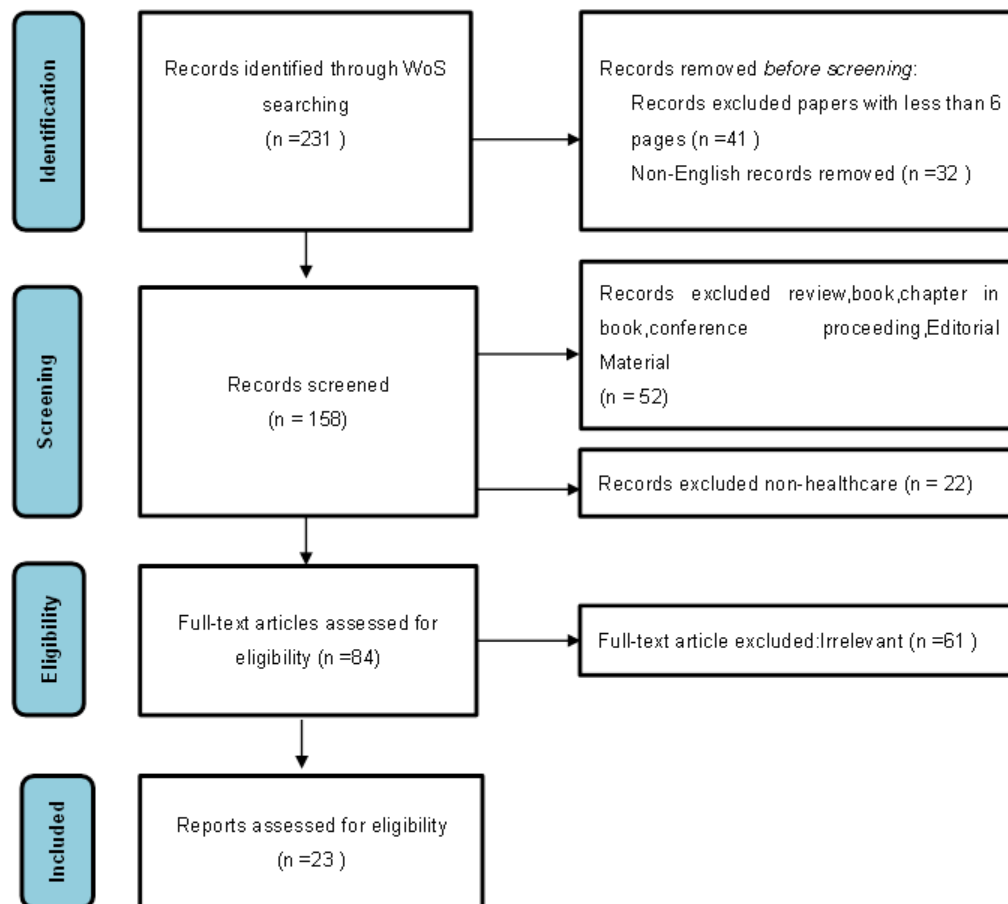 Identification
Records identified through WoS
searching
(n =231 )
Records removed before screening:
Records excluded papers with less than 6
pages (n =41 )
Non-English records removed (n =32 )
Screening
Records screened
(n = 158)
Records excluded review,book,chapter in
book,conference proceeding,Editorial
Material
(n = 52)
Records excluded non-healthcare (n = 22)
Eligibility
Full-text articles assessed for
eligibility (n =84)
Full-text article excluded:Irrelevant (n =61 )
Included
Reports assessed for eligibility
(n =23 )